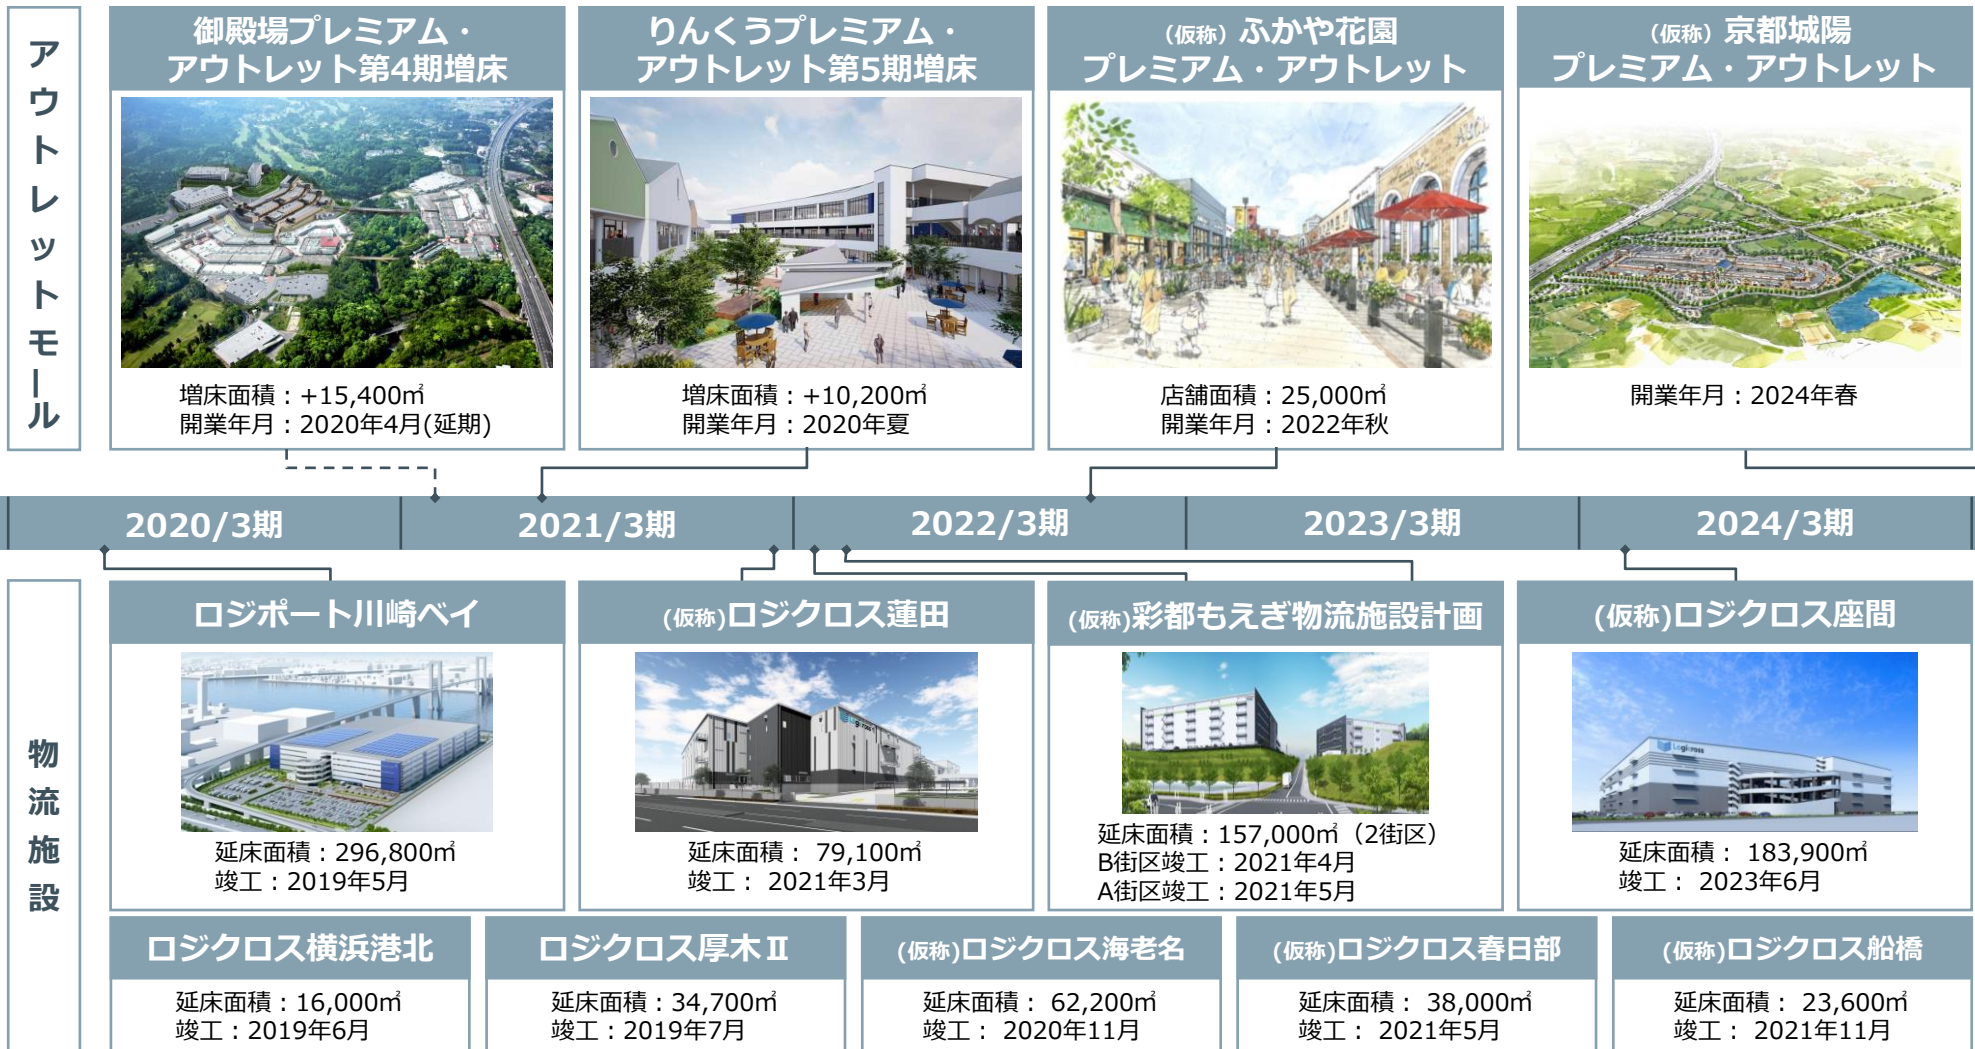 アウトレットモール
御殿場プレミアム・
アウトレット第4期増床
増床面積：+15,400㎡
開業年月：2020年4月(延期)
りんくうプレミアム・
アウトレット第5期増床
増床面積：+10,200㎡
開業年月：2020年夏
(仮称) ふかや花園
プレミアム・アウトレット
店舗面積：25,000㎡
開業年月：2022年秋
(仮称) 京都城陽
プレミアム・アウトレット
開業年月：2024年春
2020/3期
2021/3期
2022/3期
2023/3期
2024/3期
物流施設
ロジポート川崎ベイ
延床面積：296,800㎡
竣工：2019年5月
(仮称)ロジクロス蓮田
Logicross
延床面積： 79,100㎡
竣工： 2021年3月
(仮称)彩都もえぎ物流施設計画
延床面積：157,000㎡（2街区）
B街区竣工：2021年4月
A街区竣工：2021年5月
(仮称)ロジクロス座間
Logicross
延床面積： 183,900㎡
竣工： 2023年6月
ロジクロス横浜港北
延床面積：16,000㎡
竣工：2019年6月
ロジクロス厚木Ⅱ
延床面積：34,700㎡
竣工：2019年7月
(仮称)ロジクロス海老名
延床面積： 62,200㎡
竣工： 2020年11月
(仮称)ロジクロス春日部
延床面積： 38,000㎡
竣工： 2021年5月
(仮称)ロジクロス船橋
延床面積： 23,600㎡
竣工： 2021年11月